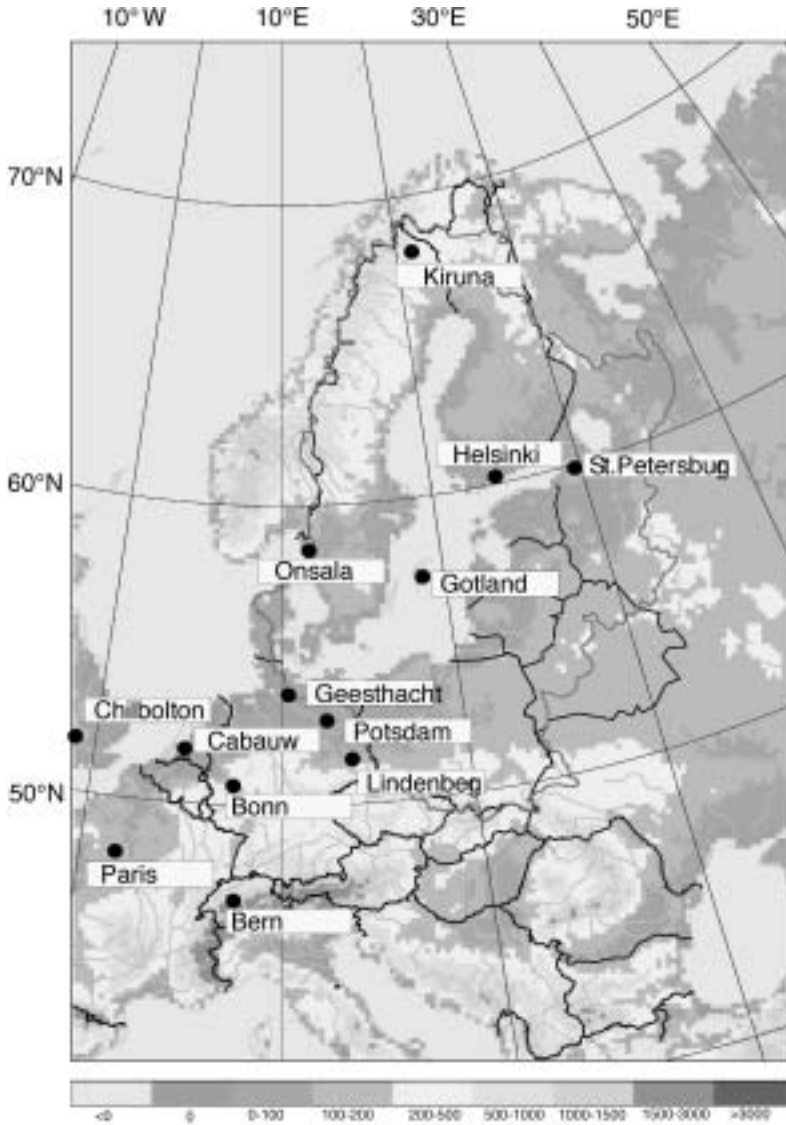 10°W 10°E 30°E 50°E
70°N
Kiruna
60°N
Helsinki
St.Petersbug
Onsala
Gotland
Geesthacht
Chilbolton
Potsdam
Cabauw
Lindenbeg
50°N
Bonn
Paris
Bern
<0 0 0-100 100-200 200-500 500-1000 1000-1500 1500-3000 >3000